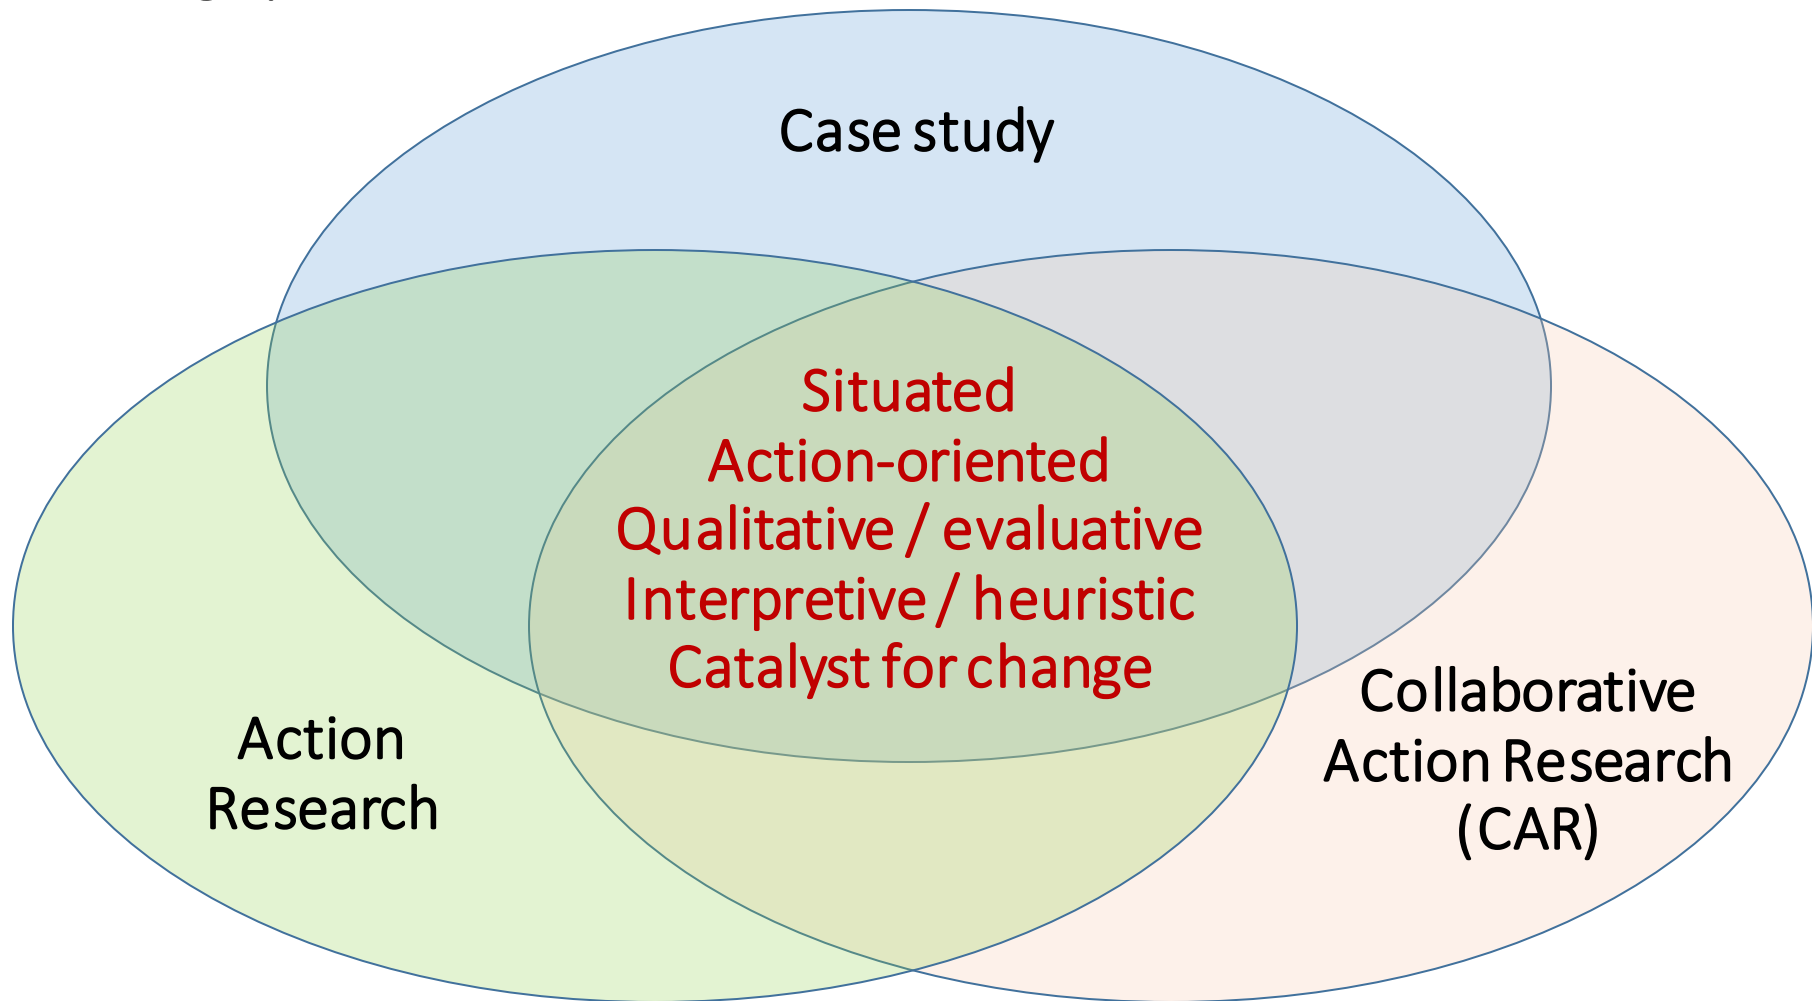 Case study
Situated
Action-oriented
Qualitative / evaluative
Interpretive / heuristic
Catalyst for change
Action
Research
Collaborative
Action Research
(CAR)